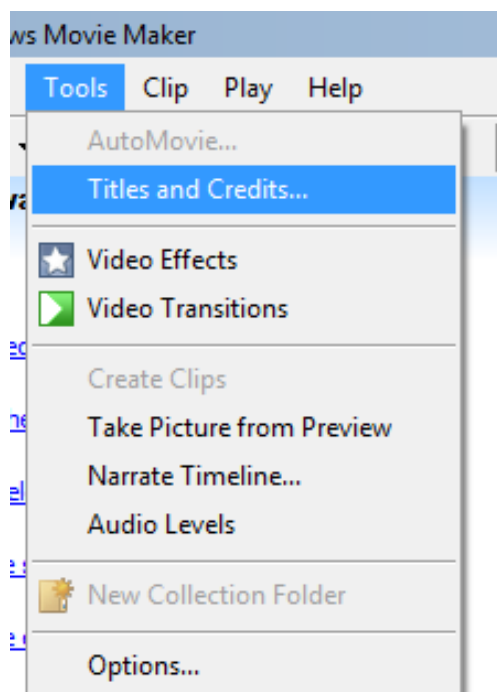 ws Movie Maker
Tools Clip Play Help
AutoMovie...
Titles and Credits...
Video Effects
Video Transitions
Create Clips
Take Picture from Preview
Narrate Timeline...
Audio Levels
New Collection Folder
Options...